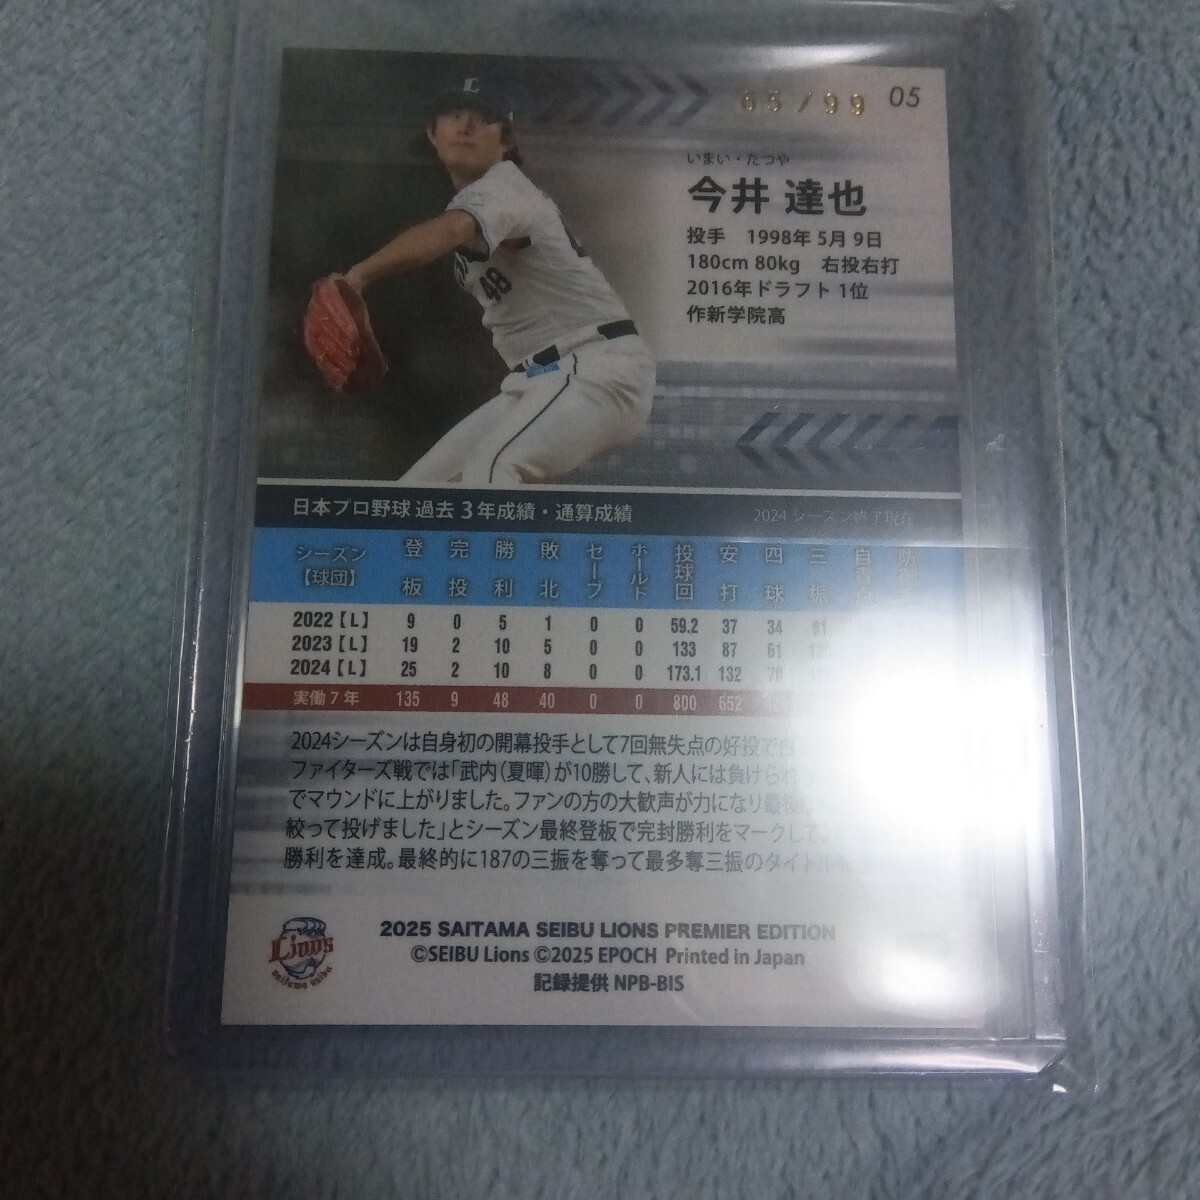 65/99 05
いまい・たつや
今井 達也
投手 1998年 5月 9日
180cm 80kg 右投右打
2016年ドラフト 1位
作新学院高
L
48
日本プロ野球 過去 3 年成績・通算成績 2024 シーズン終了現在
シーズン【球団】 登板 完投 勝利 敗北 セーブ ホールド 投球回 安打 四球 三振
2022【L】 9 0 5 1 0 0 59.2 37 34
2023【L】 19 2 10 5 0 0 133 87 61
2024【L】 25 2 10 8 0 0 173.1 132
実働 7 年 135 9 48 40 0 0 800 652
2024シーズンは自身初の開幕投手として7回無失点の好投で
ファイターズ戦では「武内(夏暉)が10勝して、新人には負けられ
でマウンドに上がりました。ファンの方の大歓声が力になり最後
絞って投げました」とシーズン最終登板で完封勝利をマークして
勝利を達成。最終的に187の三振を奪って最多奪三振のタイトル
Lions
saitama seibu
2025 SAITAMA SEIBU LIONS PREMIER EDITION
©SEIBU Lions ©2025 EPOCH Printed in Japan
記録提供 NPB-BIS